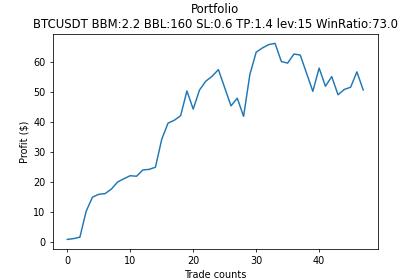 Portfolio
BTCUSDT BBM:2.2 BBL:160 SL:0.6 TP:1.4 lev:15 WinRatio:73.0
60
50
40
30
20
10
0
Profit ($)
0 10 20 30 40
Trade counts